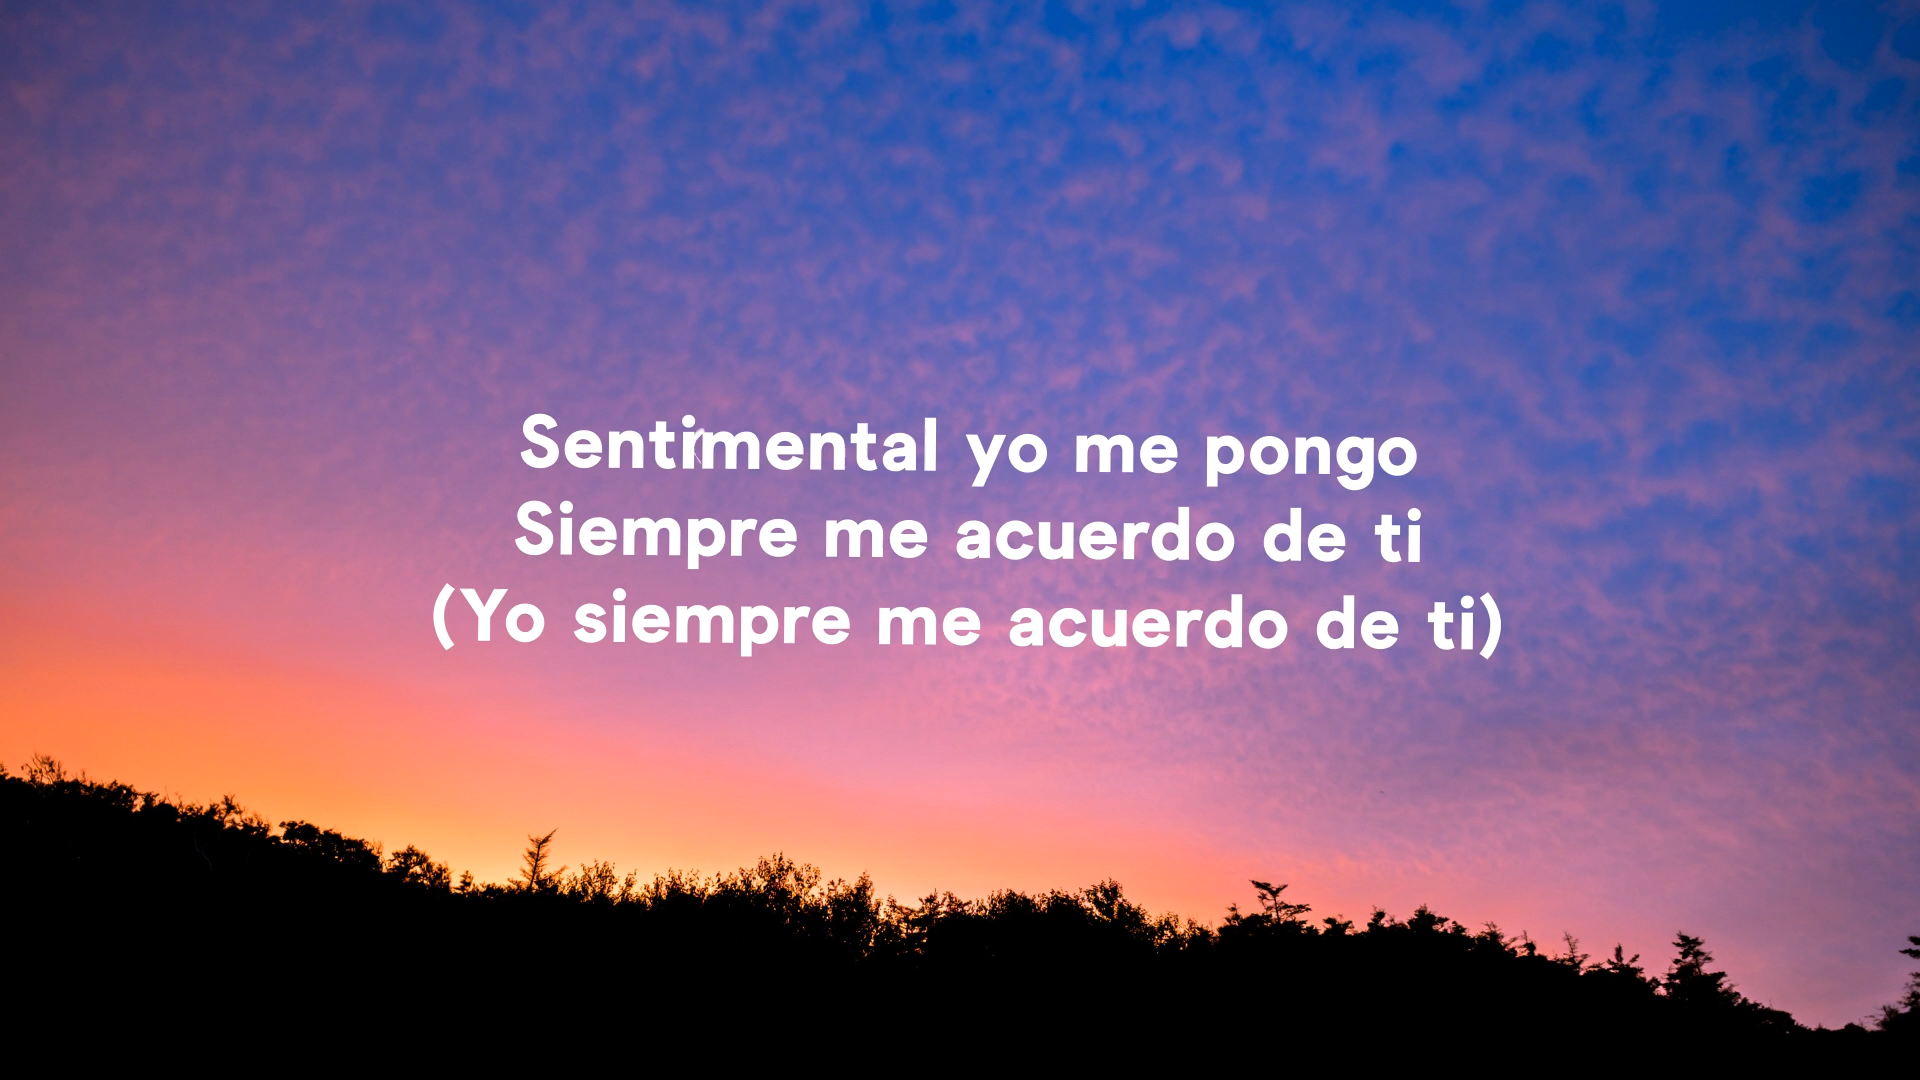 Sentimental yo me pongo
Siempre me acuerdo de ti
(Yo siempre me acuerdo de ti)